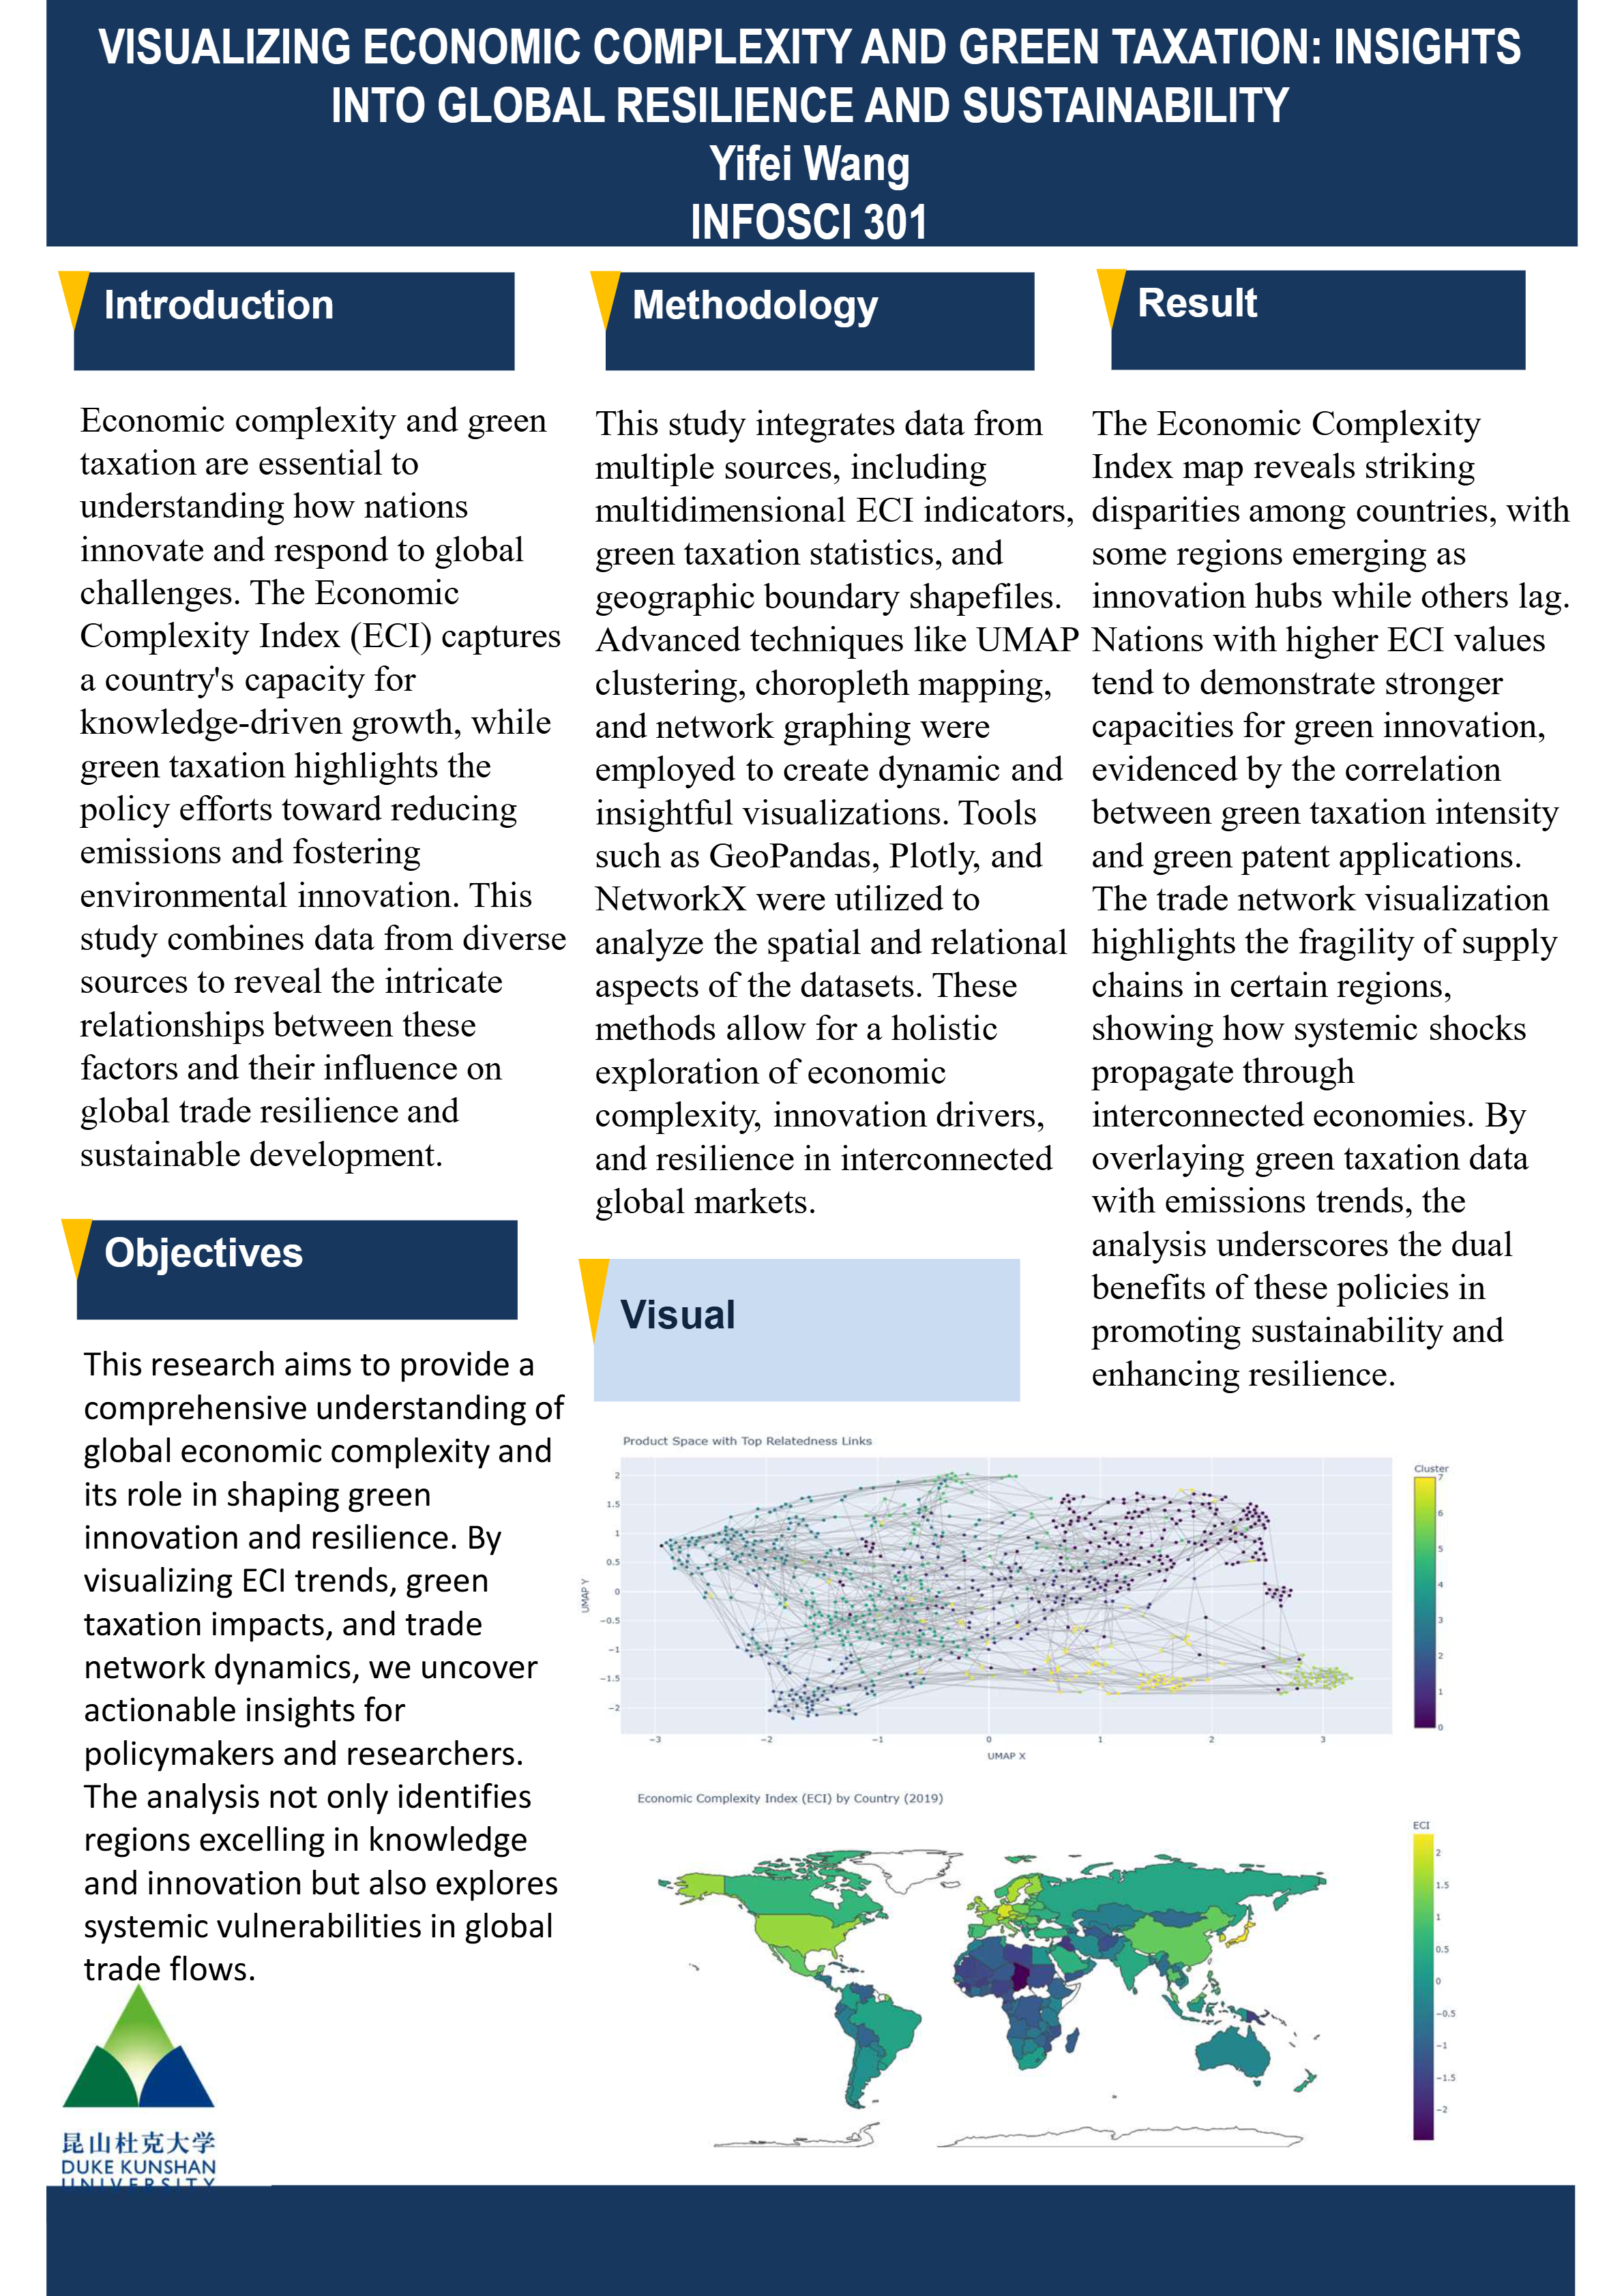 VISUALIZING ECONOMIC COMPLEXITY AND GREEN TAXATION: INSIGHTS
INTO GLOBAL RESILIENCE AND SUSTAINABILITY
Yifei Wang
INFOSCI 301
Introduction
Economic complexity and green
taxation are essential to
understanding how nations
innovate and respond to global
challenges. The Economic
Complexity Index (ECI) captures
a country's capacity for
knowledge-driven growth, while
green taxation highlights the
policy efforts toward reducing
emissions and fostering
environmental innovation. This
study combines data from diverse
sources to reveal the intricate
relationships between these
factors and their influence on
global trade resilience and
sustainable development.
Objectives
This research aims to provide a
comprehensive understanding of
global economic complexity and
its role in shaping green
innovation and resilience. By
visualizing ECI trends, green
taxation impacts, and trade
network dynamics, we uncover
actionable insights for
policymakers and researchers.
The analysis not only identifies
regions excelling in knowledge
and innovation but also explores
systemic vulnerabilities in global
trade flows.
昆山杜克大学
DUKE KUNSHAN
UNIVERSITY
Methodology
This study integrates data from
multiple sources, including
multidimensional ECI indicators,
green taxation statistics, and
geographic boundary shapefiles.
Advanced techniques like UMAP
clustering, choropleth mapping,
and network graphing were
employed to create dynamic and
insightful visualizations. Tools
such as GeoPandas, Plotly, and
NetworkX were utilized to
analyze the spatial and relational
aspects of the datasets. These
methods allow for a holistic
exploration of economic
complexity, innovation drivers,
and resilience in interconnected
global markets.
Result
The Economic Complexity
Index map reveals striking
disparities among countries, with
some regions emerging as
innovation hubs while others lag.
Nations with higher ECI values
tend to demonstrate stronger
capacities for green innovation,
evidenced by the correlation
between green taxation intensity
and green patent applications.
The trade network visualization
highlights the fragility of supply
chains in certain regions,
showing how systemic shocks
propagate through
interconnected economies. By
overlaying green taxation data
with emissions trends, the
analysis underscores the dual
benefits of these policies in
promoting sustainability and
enhancing resilience.
Visual
Product Space with Top Relatedness Links
UMAP Y
2
1.5
1
0.5
0
−0.5
−1
−1.5
−2
−3
−2
−1
0
1
2
3
UMAP X
Cluster
7
6
5
4
3
2
1
0
Economic Complexity Index (ECI) by Country (2019)
ECI
2
1.5
1
0.5
0
−0.5
−1
−1.5
−2